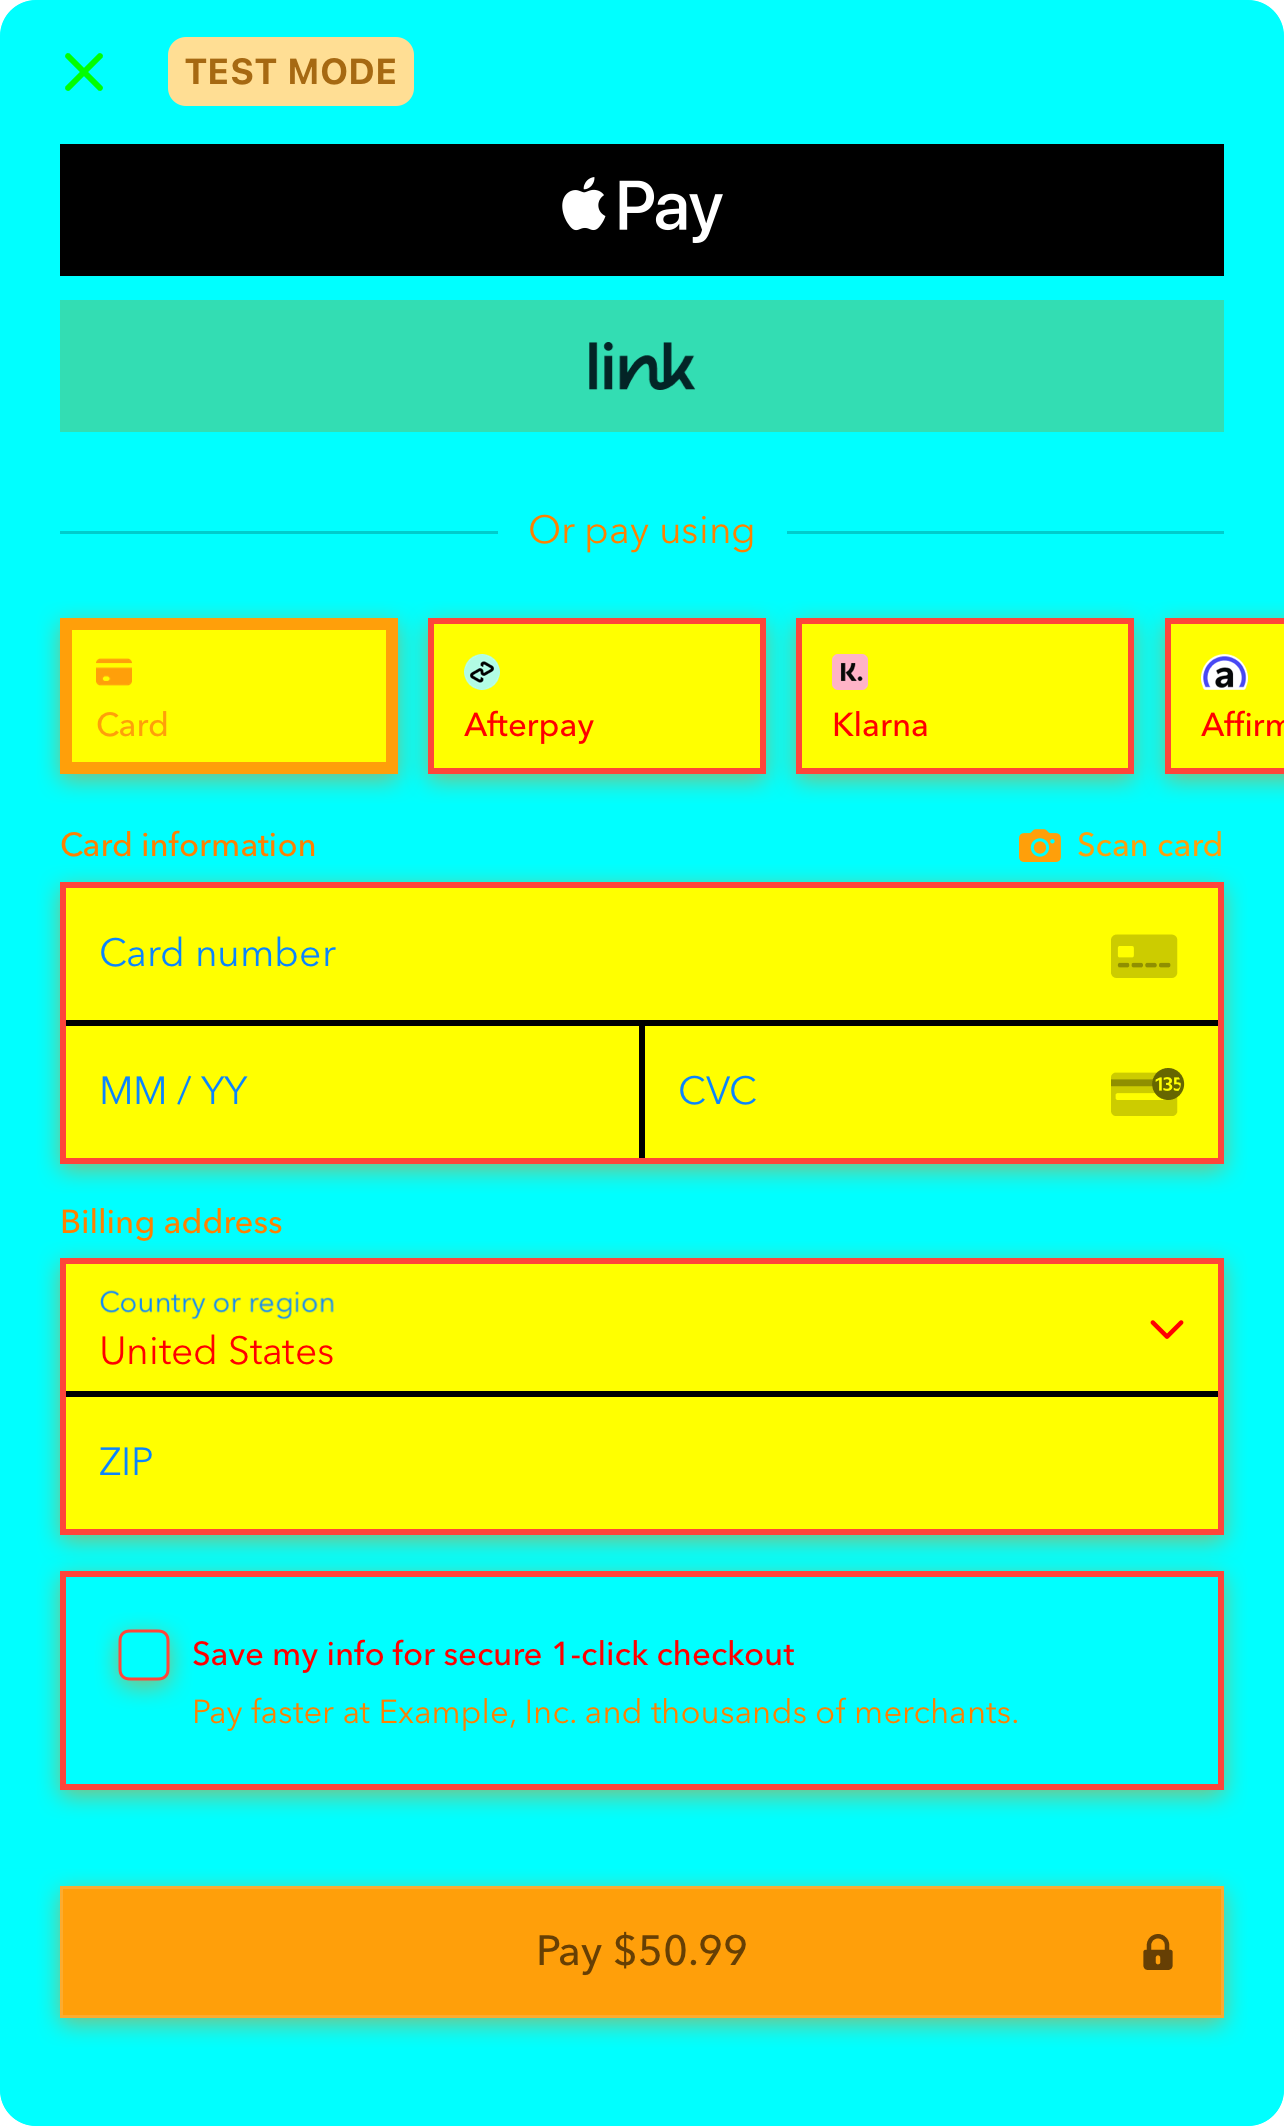 TEST MODE
Pay
link
Or pay using
Card
Afterpay
K.
Klarna
a
Card information
Scan card
Card number
MM / YY
CVC
135
Billing address
Country or region
United States
ZIP
Save my info for secure 1-click checkout
Pay faster at Example, Inc. and thousands of merchants.
Pay $50.99